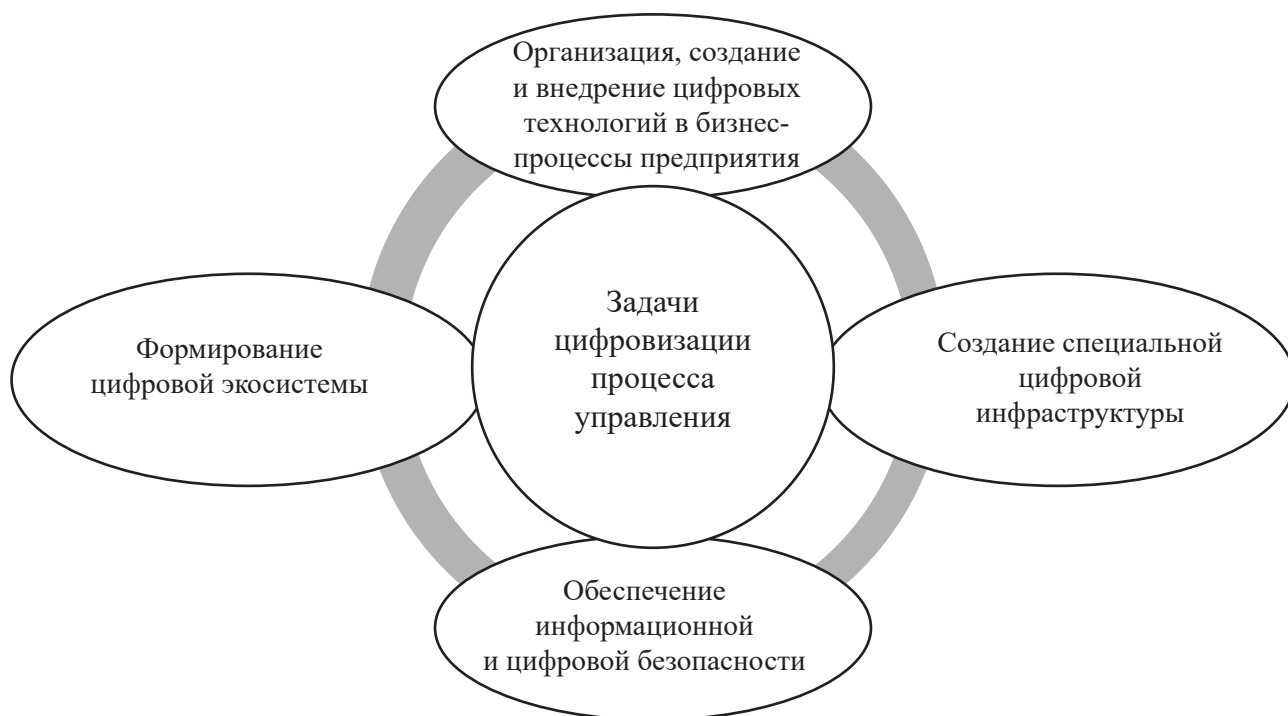 Организация, создание
и внедрение цифровых
технологий в бизнес-
процессы предприятия
Задачи
цифровизации
процесса
управления
Формирование
цифровой экосистемы
Создание специальной
цифровой
инфраструктуры
Обеспечение
информационной
и цифровой безопасности